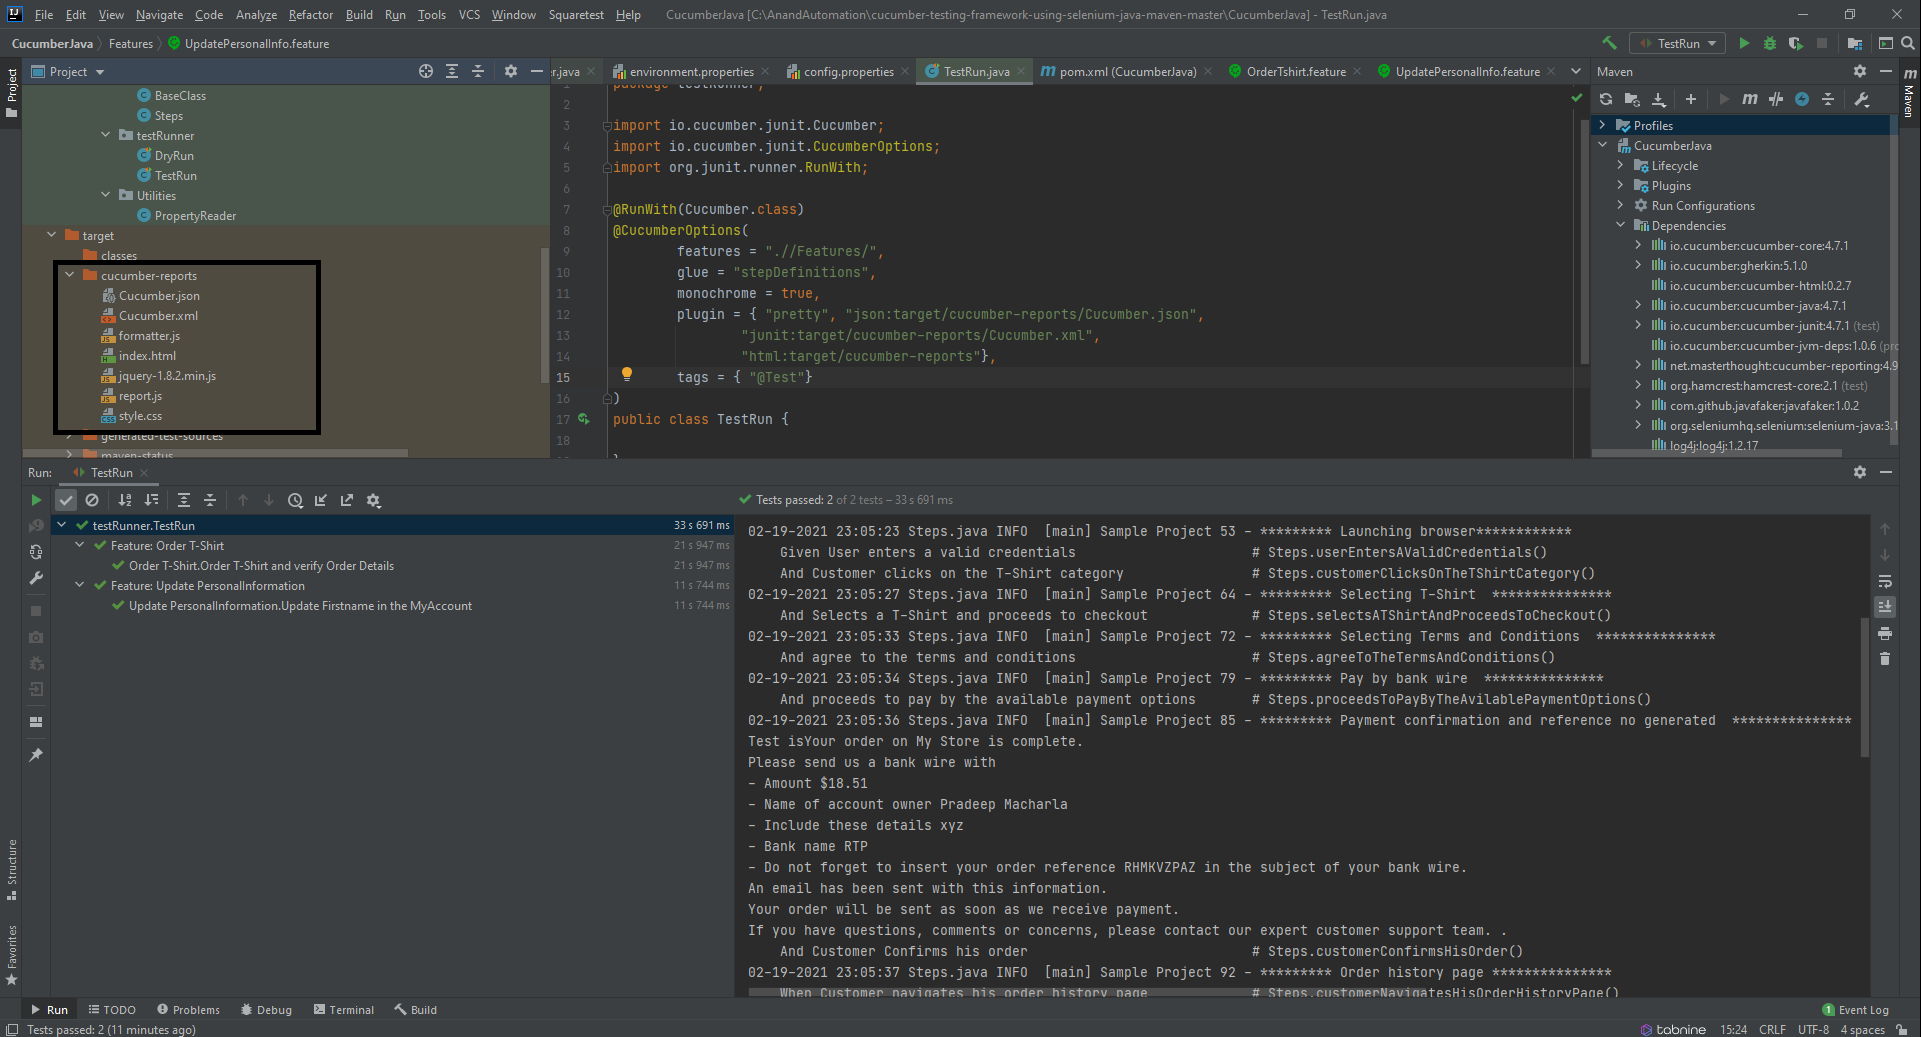 File Edit View Navigate Code Analyze Refactor Build Run Tools VCS Window Squaretest Help CucumberJava [C:\AnandAutomation\cucumber-testing-framework-using-selenium-java-maven-master\CucumberJava] - TestRun.java
CucumberJava Features UpdatePersonalInfo.feature
TestRun
Project
Project
er.java environment.properties config.properties TestRun.java pom.xml (CucumberJava) OrderTshirt.feature UpdatePersonalInfo.feature
Maven
Maven
BaseClass
Steps
testRunner
DryRun
TestRun
Utilities
PropertyReader
target
classes
cucumber-reports
Cucumber.json
Cucumber.xml
formatter.js
index.html
jquery-1.8.2.min.js
report.js
style.css
generated-test-sources
maven-status
1 package testRunner;
2
3 import io.cucumber.junit.Cucumber;
4 import io.cucumber.junit.CucumberOptions;
5 import org.junit.runner.RunWith;
6
7 @RunWith(Cucumber.class)
8 @CucumberOptions(
9 features = ".//Features/",
10 glue = "stepDefinitions",
11 monochrome = true,
12 plugin = { "pretty", "json:target/cucumber-reports/Cucumber.json",
13 "junit:target/cucumber-reports/Cucumber.xml",
14 "html:target/cucumber-reports"},
15 tags = { "@Test"}
16 )
17 public class TestRun {
18
}
Profiles
CucumberJava
Lifecycle
Plugins
Run Configurations
Dependencies
io.cucumber:cucumber-core:4.7.1
io.cucumber:gherkin:5.1.0
io.cucumber:cucumber-html:0.2.7
io.cucumber:cucumber-java:4.7.1
io.cucumber:cucumber-junit:4.7.1 (test)
io.cucumber:cucumber-jvm-deps:1.0.6 (pro
net.masterthought:cucumber-reporting:4.9
org.hamcrest:hamcrest-core:2.1 (test)
com.github.javafaker:javafaker:1.0.2
org.seleniumhq.selenium:selenium-java:3.1
log4j:log4j:1.2.17
Run: TestRun
Tests passed: 2 of 2 tests – 33 s 691 ms
testRunner.TestRun 33 s 691 ms
Feature: Order T-Shirt 21 s 947 ms
Order T-Shirt.Order T-Shirt and verify Order Details 21 s 947 ms
Feature: Update PersonalInformation 11 s 744 ms
Update PersonalInformation.Update Firstname in the MyAccount 11 s 744 ms
02-19-2021 23:05:23 Steps.java INFO [main] Sample Project 53 - ********* Launching browser************
Given User enters a valid credentials # Steps.userEntersAValidCredentials()
And Customer clicks on the T-Shirt category # Steps.customerClicksOnTheTShirtCategory()
02-19-2021 23:05:27 Steps.java INFO [main] Sample Project 64 - ********* Selecting T-Shirt ***************
And Selects a T-Shirt and proceeds to checkout # Steps.selectsATShirtAndProceedsToCheckout()
02-19-2021 23:05:33 Steps.java INFO [main] Sample Project 72 - ********* Selecting Terms and Conditions ***************
And agree to the terms and conditions # Steps.agreeToTheTermsAndConditions()
02-19-2021 23:05:34 Steps.java INFO [main] Sample Project 79 - ********* Pay by bank wire ***************
And proceeds to pay by the available payment options # Steps.proceedsToPayByTheAvilablePaymentOptions()
02-19-2021 23:05:36 Steps.java INFO [main] Sample Project 85 - ********* Payment confirmation and reference no generated ***************
Test isYour order on My Store is complete.
Please send us a bank wire with
- Amount $18.51
- Name of account owner Pradeep Macharla
- Include these details xyz
- Bank name RTP
- Do not forget to insert your order reference RHMKVZPAZ in the subject of your bank wire.
An email has been sent with this information.
Your order will be sent as soon as we receive payment.
If you have questions, comments or concerns, please contact our expert customer support team. .
And Customer Confirms his order # Steps.customerConfirmsHisOrder()
02-19-2021 23:05:37 Steps.java INFO [main] Sample Project 92 - ********* Order history page ***************
When Customer navigates his order history page # Steps.customerNavigatesHisOrderHistoryPage()
Structure
Favorites
Run TODO Problems Debug Terminal Build 1 Event Log
Tests passed: 2 (11 minutes ago) tabnine 15:24 CRLF UTF-8 4 spaces